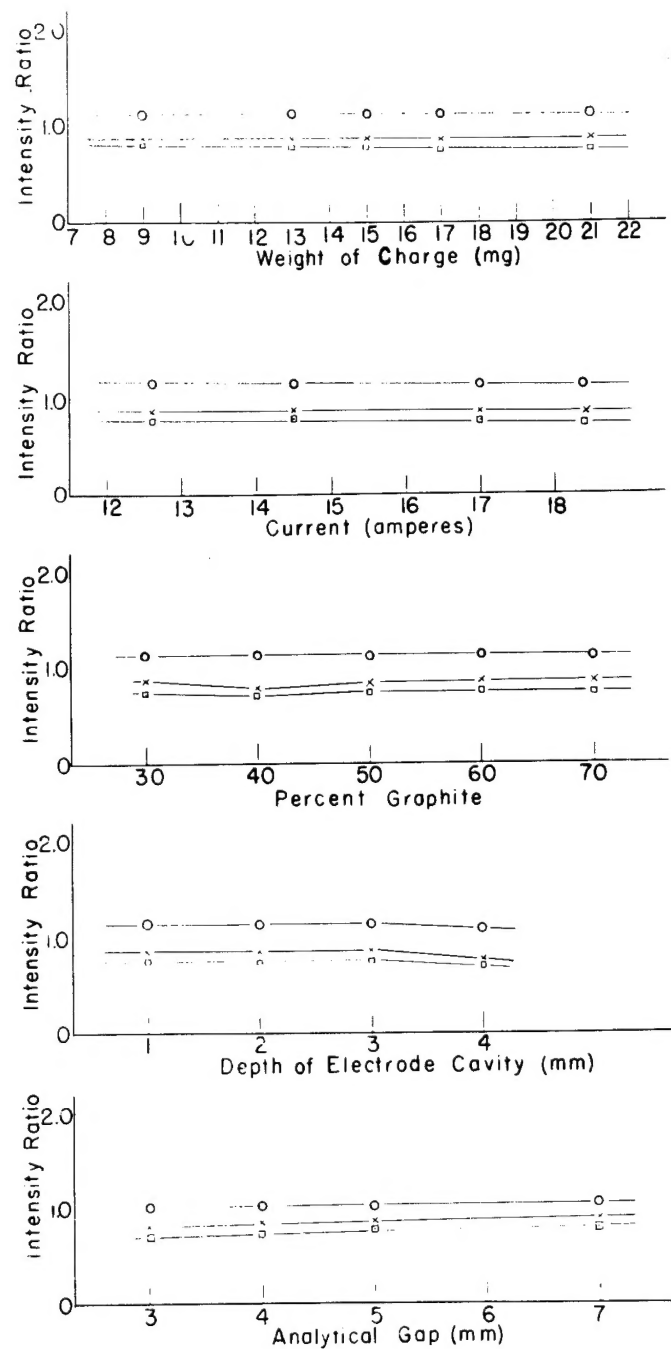 Intensity Ratio
2.0
1.0
0
7 8 9 10 11 12 13 14 15 16 17 18 19 20 21 22
Weight of Charge (mg)
Intensity Ratio
2.0
1.0
0
12 13 14 15 16 17 18
Current (amperes)
Intensity Ratio
2.0
1.0
0
30 40 50 60 70
Percent Graphite
Intensity Ratio
2.0
1.0
0
1 2 3 4
Depth of Electrode Cavity (mm)
Intensity Ratio
2.0
1.0
0
3 4 5 6 7
Analytical Gap (mm)